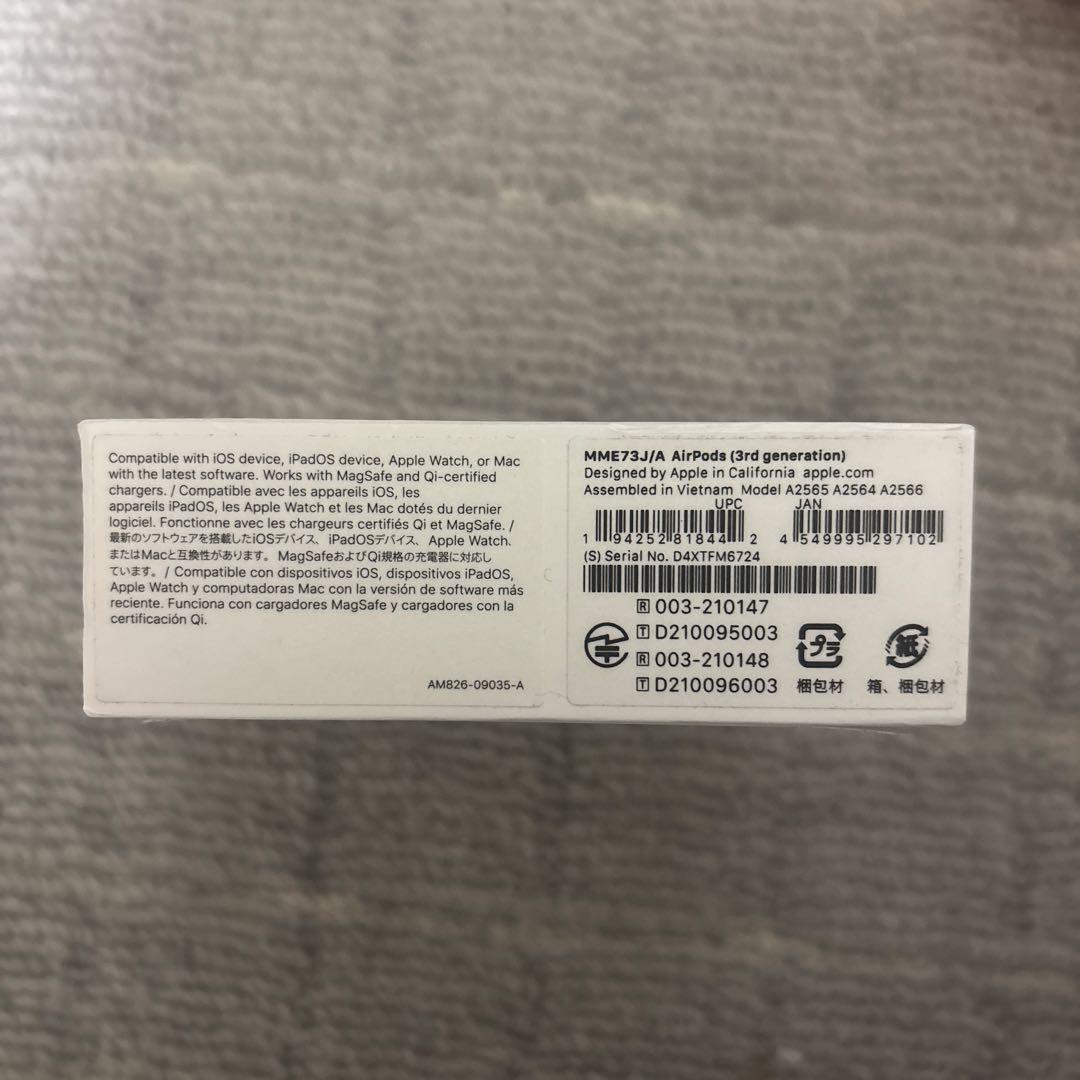 Compatible with iOS device, iPadOS device, Apple Watch, or Mac
with the latest software. Works with MagSafe and Qi-certified
chargers. / Compatible avec les appareils iOS, les
appareils iPadOS, les Apple Watch et les Mac dotés du dernier
logiciel. Fonctionne avec les chargeurs certifiés Qi et MagSafe. /
最新のソフトウェアを搭載したiOSデバイス、iPadOSデバイス、Apple Watch、
またはMacと互換性があります。MagSafeおよびQi規格の充電器に対応し
ています。/ Compatible con dispositivos iOS, dispositivos iPadOS,
Apple Watch y computadoras Mac con la versión de software más
reciente. Funciona con cargadores MagSafe y cargadores con la
certificación Qi.
AM826-09035-A
MME73J/A AirPods (3rd generation)
Designed by Apple in California apple.com
Assembled in Vietnam Model A2565 A2564 A2566
UPC JAN
1 94252 81844 2 4 549995 297102
(S) Serial No. D4XTFM6724
R 003-210147
T D210095003
R 003-210148
T D210096003
プラ
紙
梱包材 箱、梱包材